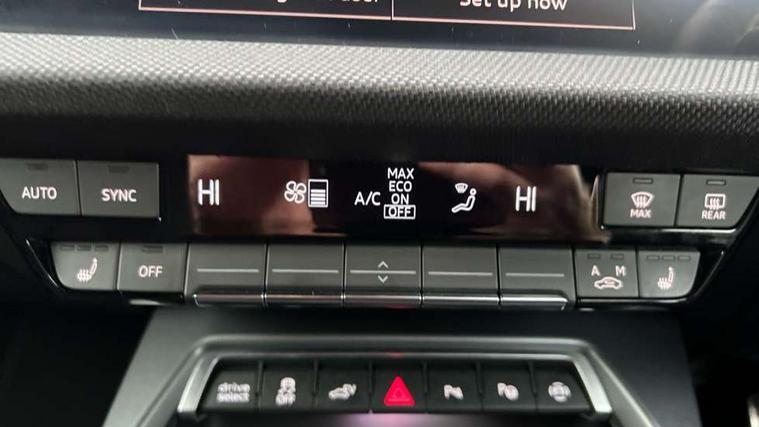 Set up now
AUTO
SYNC
HI
A/C
MAX
ECO
ON
OFF
HI
MAX
REAR
OFF
A M
drive
select
OFF